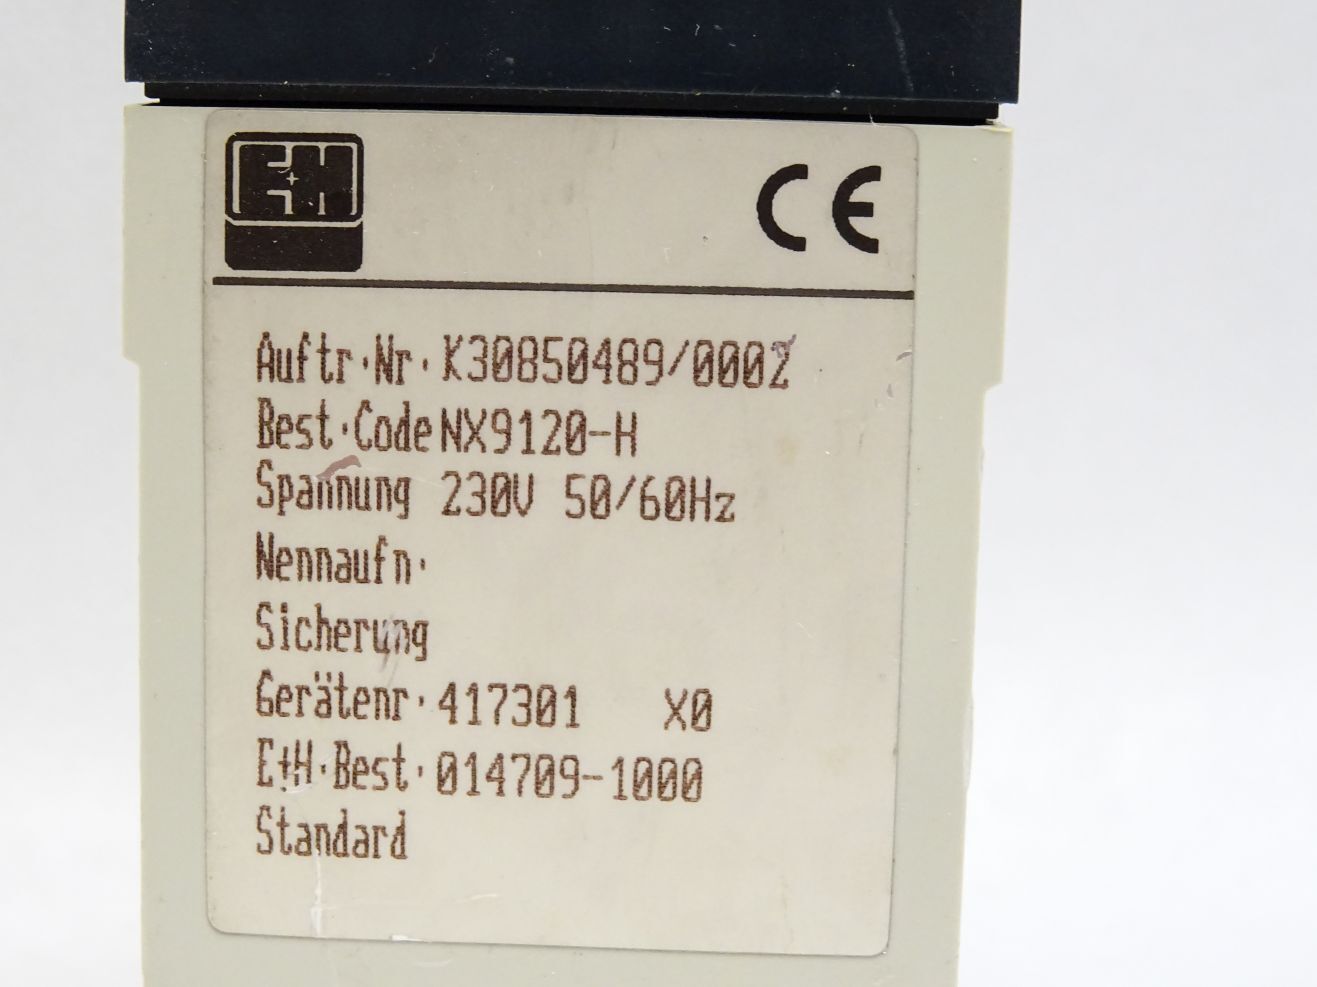 E+H
CE
Auftr.Nr. K30850489/0002
Best.Code NX9120-H
Spannung 230V 50/60Hz
Nennaufn.
Sicherung
Gerätenr. 417301 X0
E+H.Best. 014709-1000
Standard